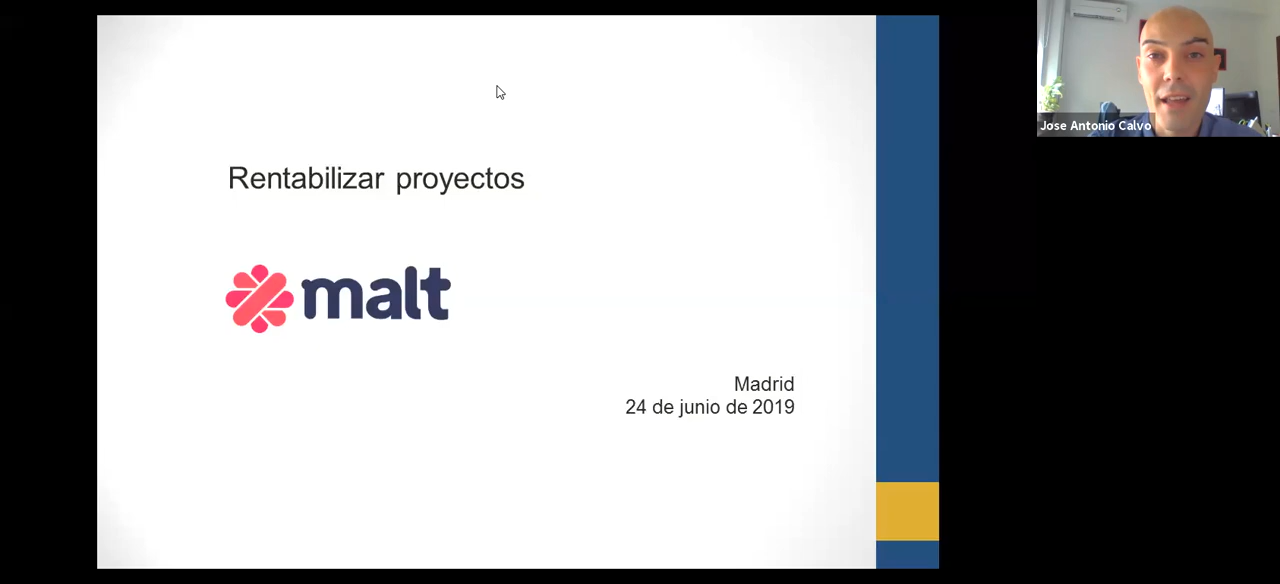 Rentabilizar proyectos
malt
Madrid
24 de junio de 2019
Jose Antonio Calvo